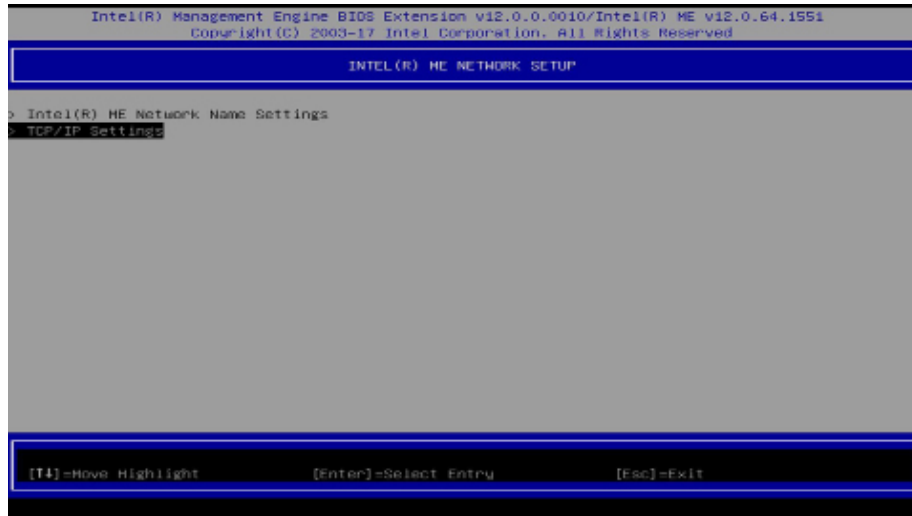 Intel(R) Management Engine BIOS Extension v12.0.0.0010/Intel(R) ME v12.0.64.1551
Copyright(C) 2003-17 Intel Corporation. All Rights Reserved
INTEL(R) ME NETWORK SETUP
> Intel(R) ME Network Name Settings
> TCP/IP Settings
[↑↓]=Move Highlight [Enter]=Select Entry [Esc]=Exit